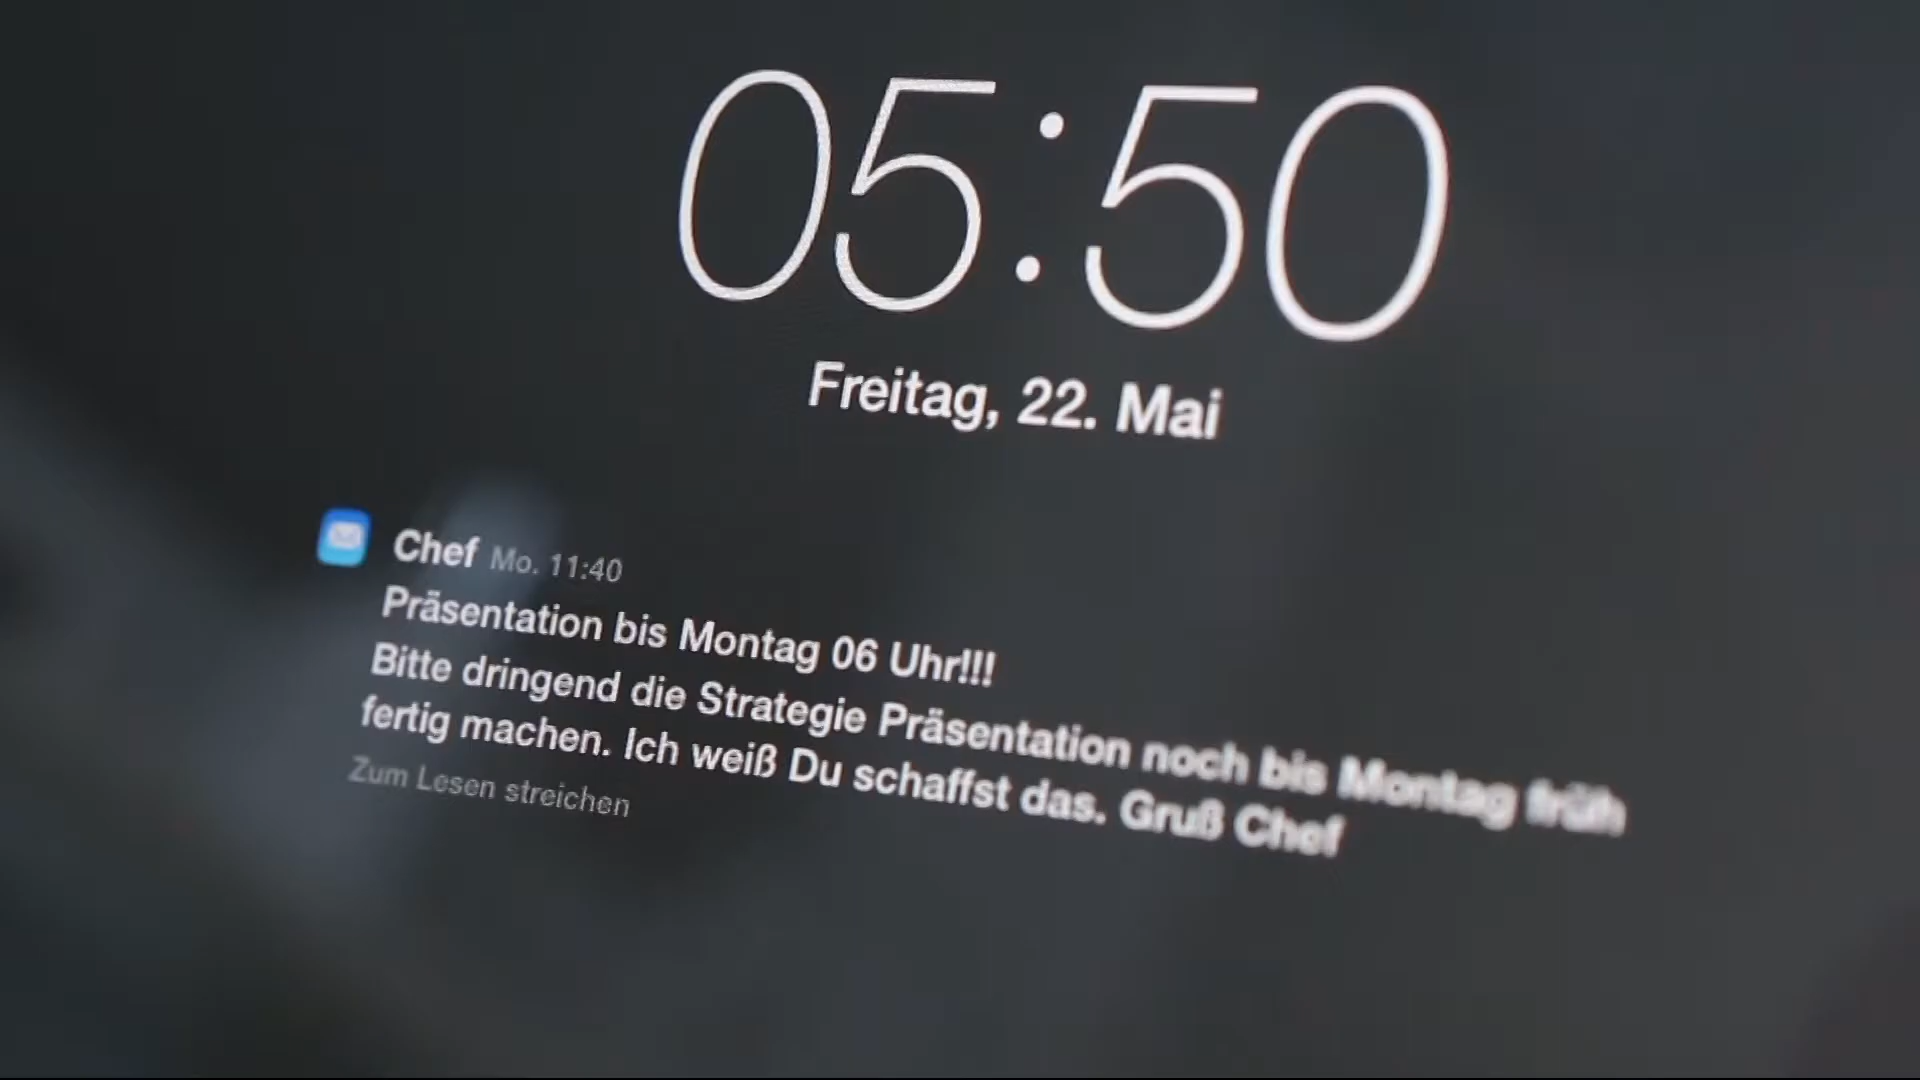 05:50
Freitag, 22. Mai
Chef Mo. 11:40
Präsentation bis Montag 06 Uhr!!!
Bitte dringend die Strategie Präsentation noch bis Montag früh
fertig machen. Ich weiß Du schaffst das. Gruß Chef
Zum Lesen streichen